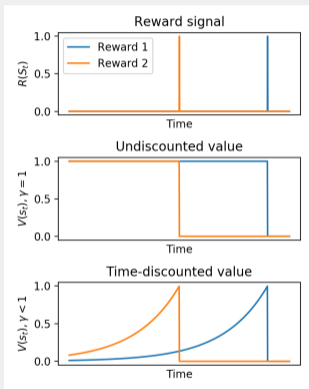 Reward signal
1.0
0.5
0.0
R(S_t)
Reward 1
Reward 2
Time
Undiscounted value
1.0
0.5
0.0
V(s_t), γ = 1
Time
Time-discounted value
1.0
0.5
0.0
V(s_t), γ < 1
Time